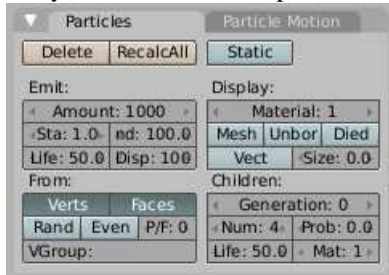 Particles Particle Motion
Delete RecalcAll Static
Emit: Display:
Amount: 1000 Material: 1
Sta: 1.0 nd: 100.0 Mesh Unbor Died
Life: 50.0 Disp: 100 Vect Size: 0.0
From: Children:
Verts Faces Generation: 0
Rand Even P/F: 0 Num: 4 Prob: 0.0
VGroup: Life: 50.0 Mat: 1